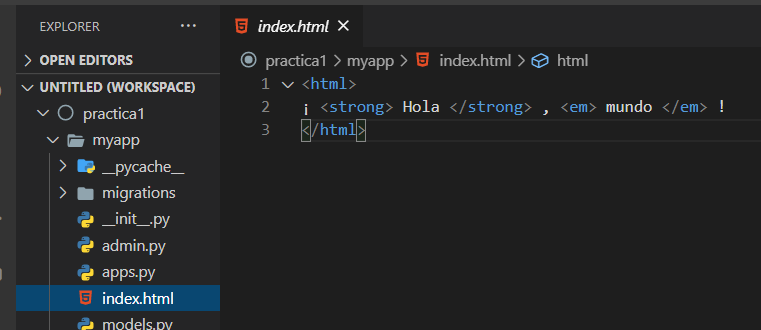 EXPLORER ...
OPEN EDITORS
UNTITLED (WORKSPACE)
practica1
myapp
__pycache__
migrations
__init__.py
admin.py
apps.py
index.html
models.py
index.html
practica1 > myapp > index.html > html
1 <html>
2 ¡ <strong> Hola </strong> , <em> mundo </em> !
3 </html>